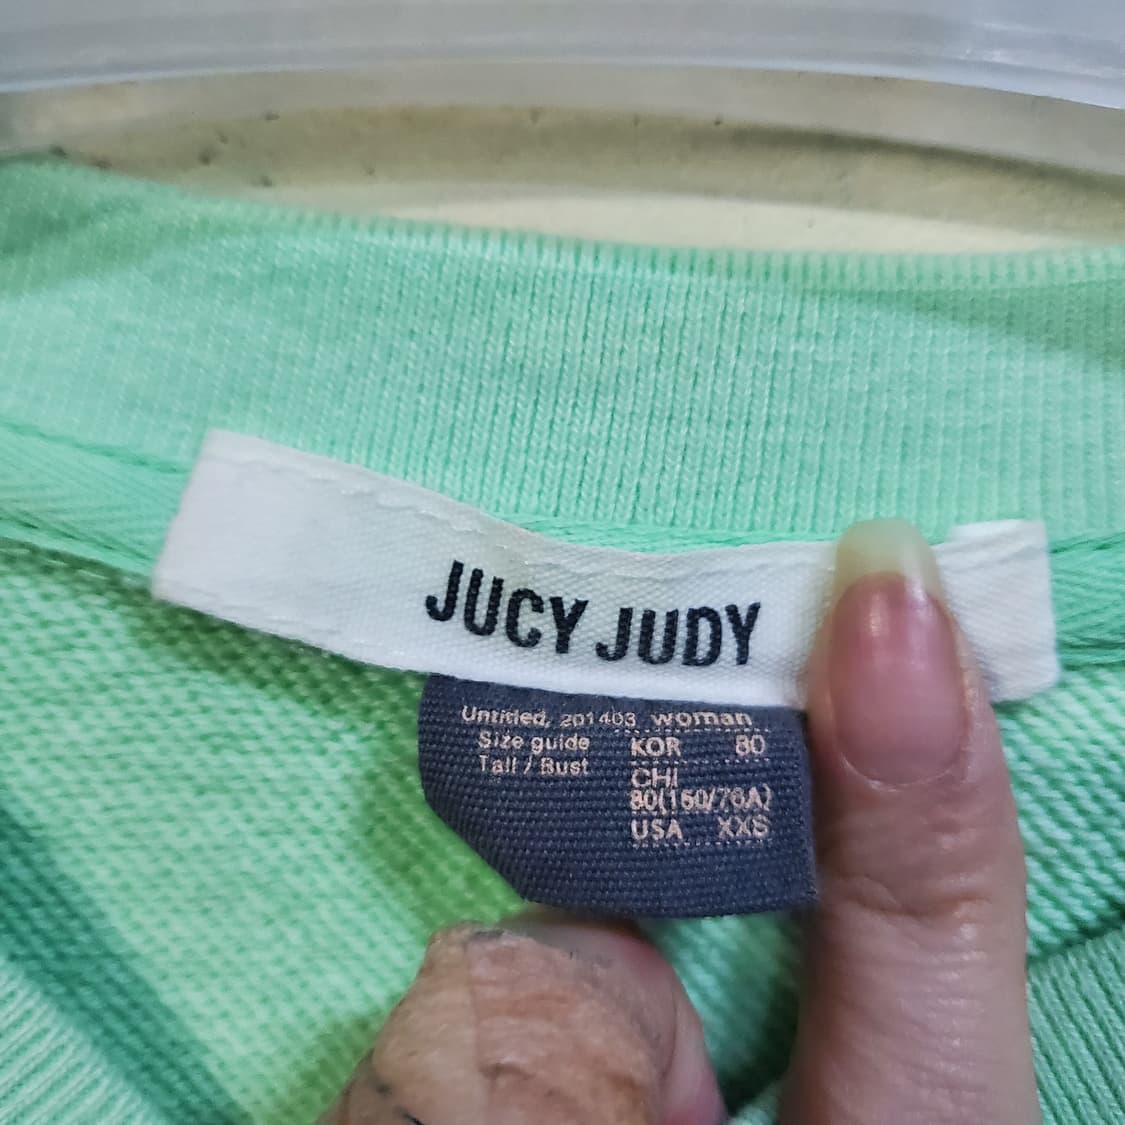 JUCY JUDY
Untitled, 201403 woman
Size guide
Tall / Bust
KOR 80
CHI
80(150/76A)
USA XXS